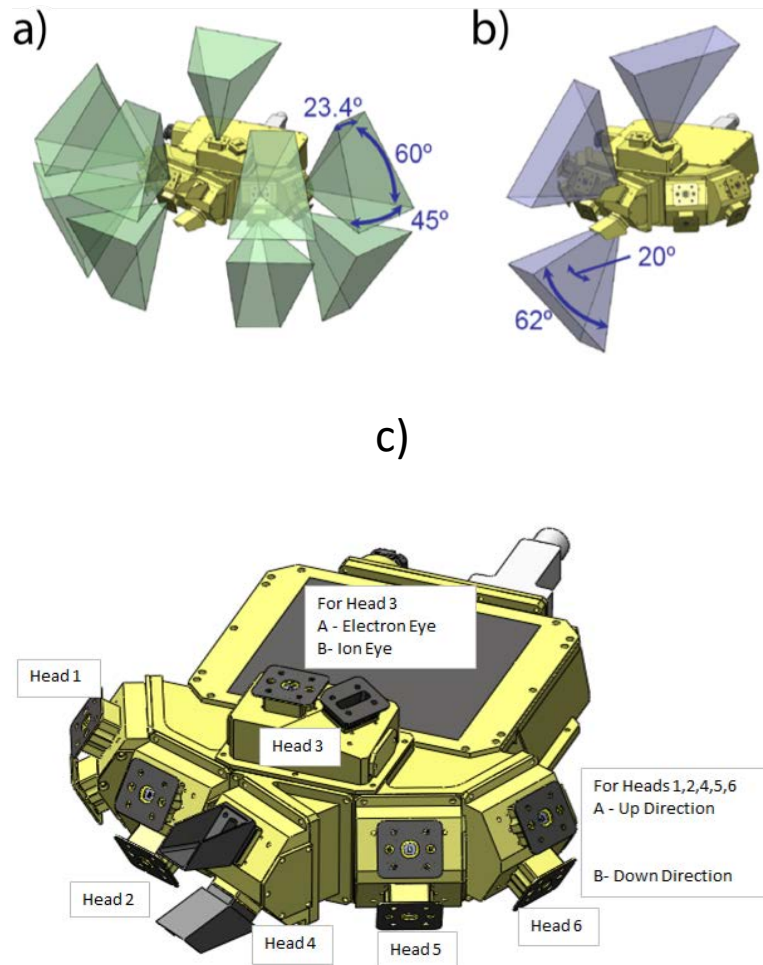 a)
b)
23.4º
60º
45º
20º
62º
c)
For Head 3
A - Electron Eye
B- Ion Eye
Head 1
Head 3
For Heads 1,2,4,5,6
A - Up Direction
B- Down Direction
Head 2
Head 4
Head 5
Head 6